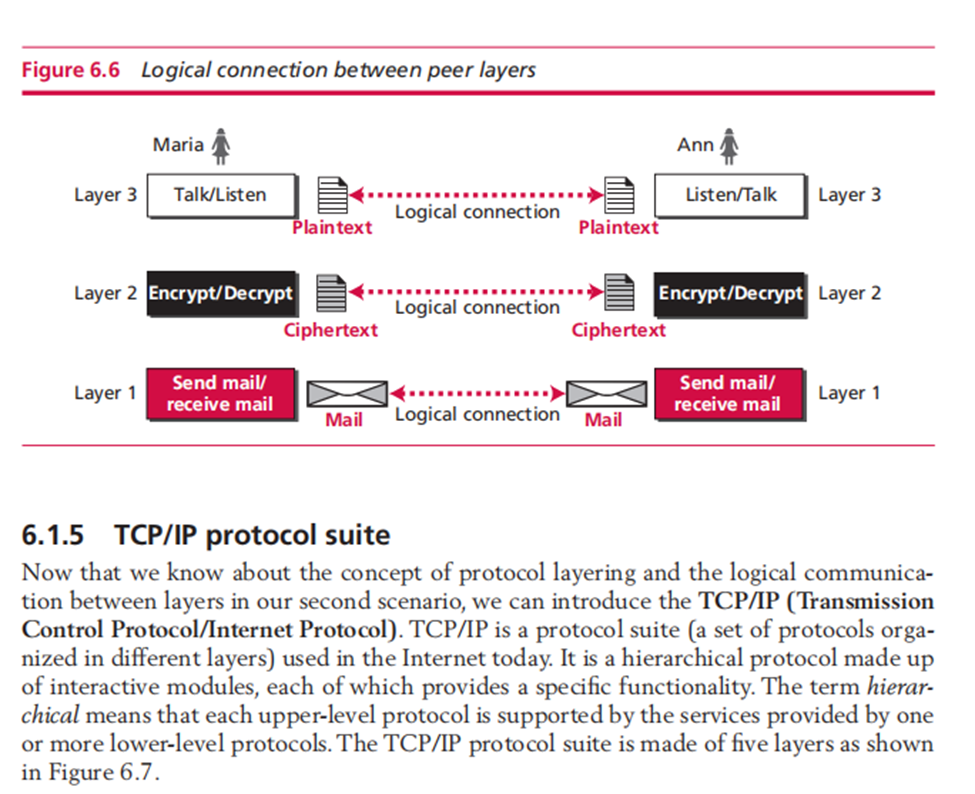 Figure 6.6 Logical connection between peer layers
Maria
Ann
Layer 3
Talk/Listen
Plaintext
Logical connection
Plaintext
Listen/Talk
Layer 3
Layer 2
Encrypt/Decrypt
Ciphertext
Logical connection
Ciphertext
Encrypt/Decrypt
Layer 2
Layer 1
Send mail/
receive mail
Mail
Logical connection
Mail
Send mail/
receive mail
Layer 1
6.1.5 TCP/IP protocol suite
Now that we know about the concept of protocol layering and the logical communica-
tion between layers in our second scenario, we can introduce the TCP/IP (Transmission
Control Protocol/Internet Protocol). TCP/IP is a protocol suite (a set of protocols orga-
nized in different layers) used in the Internet today. It is a hierarchical protocol made up
of interactive modules, each of which provides a specific functionality. The term hierar-
chical means that each upper-level protocol is supported by the services provided by one
or more lower-level protocols. The TCP/IP protocol suite is made of five layers as shown
in Figure 6.7.